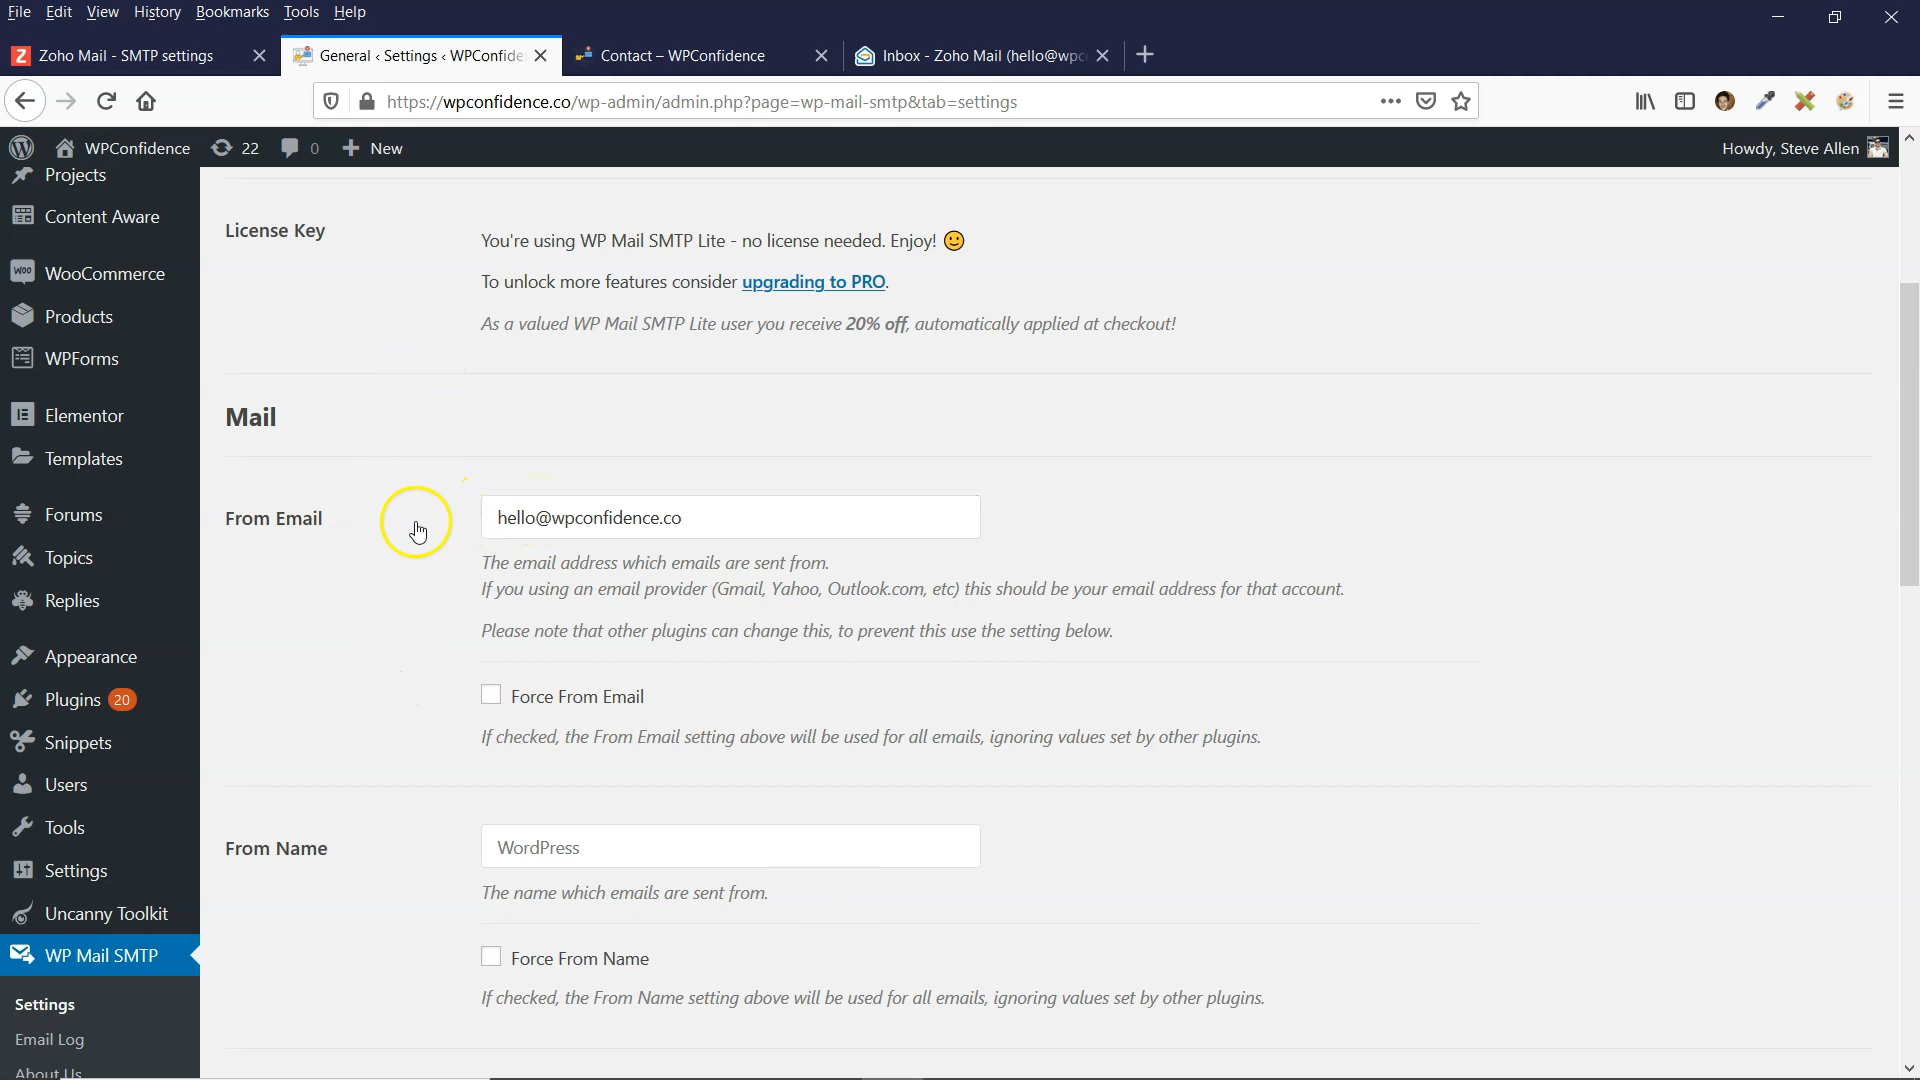 File Edit View History Bookmarks Tools Help
Zoho Mail - SMTP settings
General ‹ Settings ‹ WPConfide
Contact – WPConfidence
Inbox - Zoho Mail (hello@wpc
https://wpconfidence.co/wp-admin/admin.php?page=wp-mail-smtp&tab=settings
WPConfidence 22 0 New
Howdy, Steve Allen
Projects
Content Aware
WooCommerce
Products
WPForms
Elementor
Templates
Forums
Topics
Replies
Appearance
Plugins 20
Snippets
Users
Tools
Settings
Uncanny Toolkit
WP Mail SMTP
Settings
Email Log
About Us
License Key
You're using WP Mail SMTP Lite - no license needed. Enjoy! 🙂
To unlock more features consider upgrading to PRO.
As a valued WP Mail SMTP Lite user you receive 20% off, automatically applied at checkout!
Mail
From Email
hello@wpconfidence.co
The email address which emails are sent from.
If you using an email provider (Gmail, Yahoo, Outlook.com, etc) this should be your email address for that account.
Please note that other plugins can change this, to prevent this use the setting below.
Force From Email
If checked, the From Email setting above will be used for all emails, ignoring values set by other plugins.
From Name
WordPress
The name which emails are sent from.
Force From Name
If checked, the From Name setting above will be used for all emails, ignoring values set by other plugins.